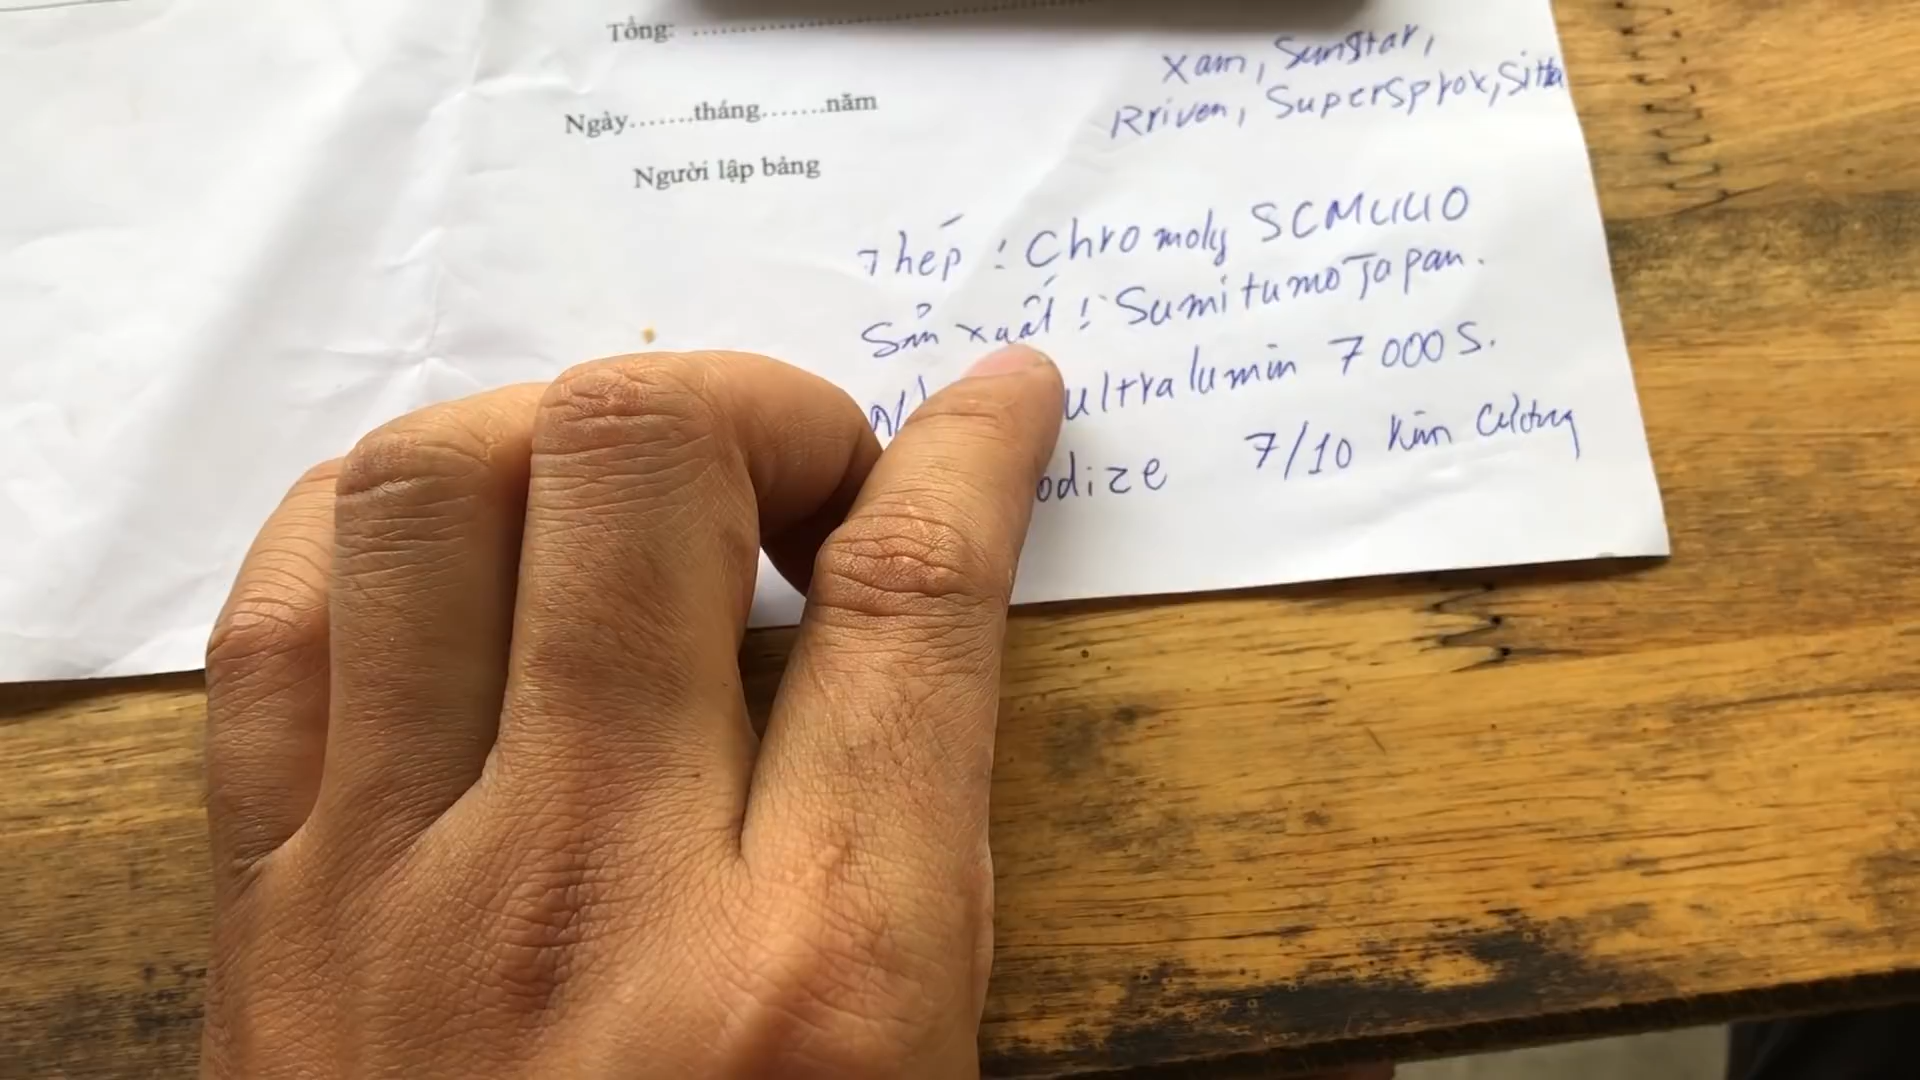 Tổng: ........................
Ngày.......tháng.......năm
Người lập bảng
Xam, Sunstar,
Rriven, Supersprox, Sitta
Thép : Chromoly SCM440
Sản xuất : Sumitumo Japan.
ultralumin 7000S.
odize 7/10 Kim Cương